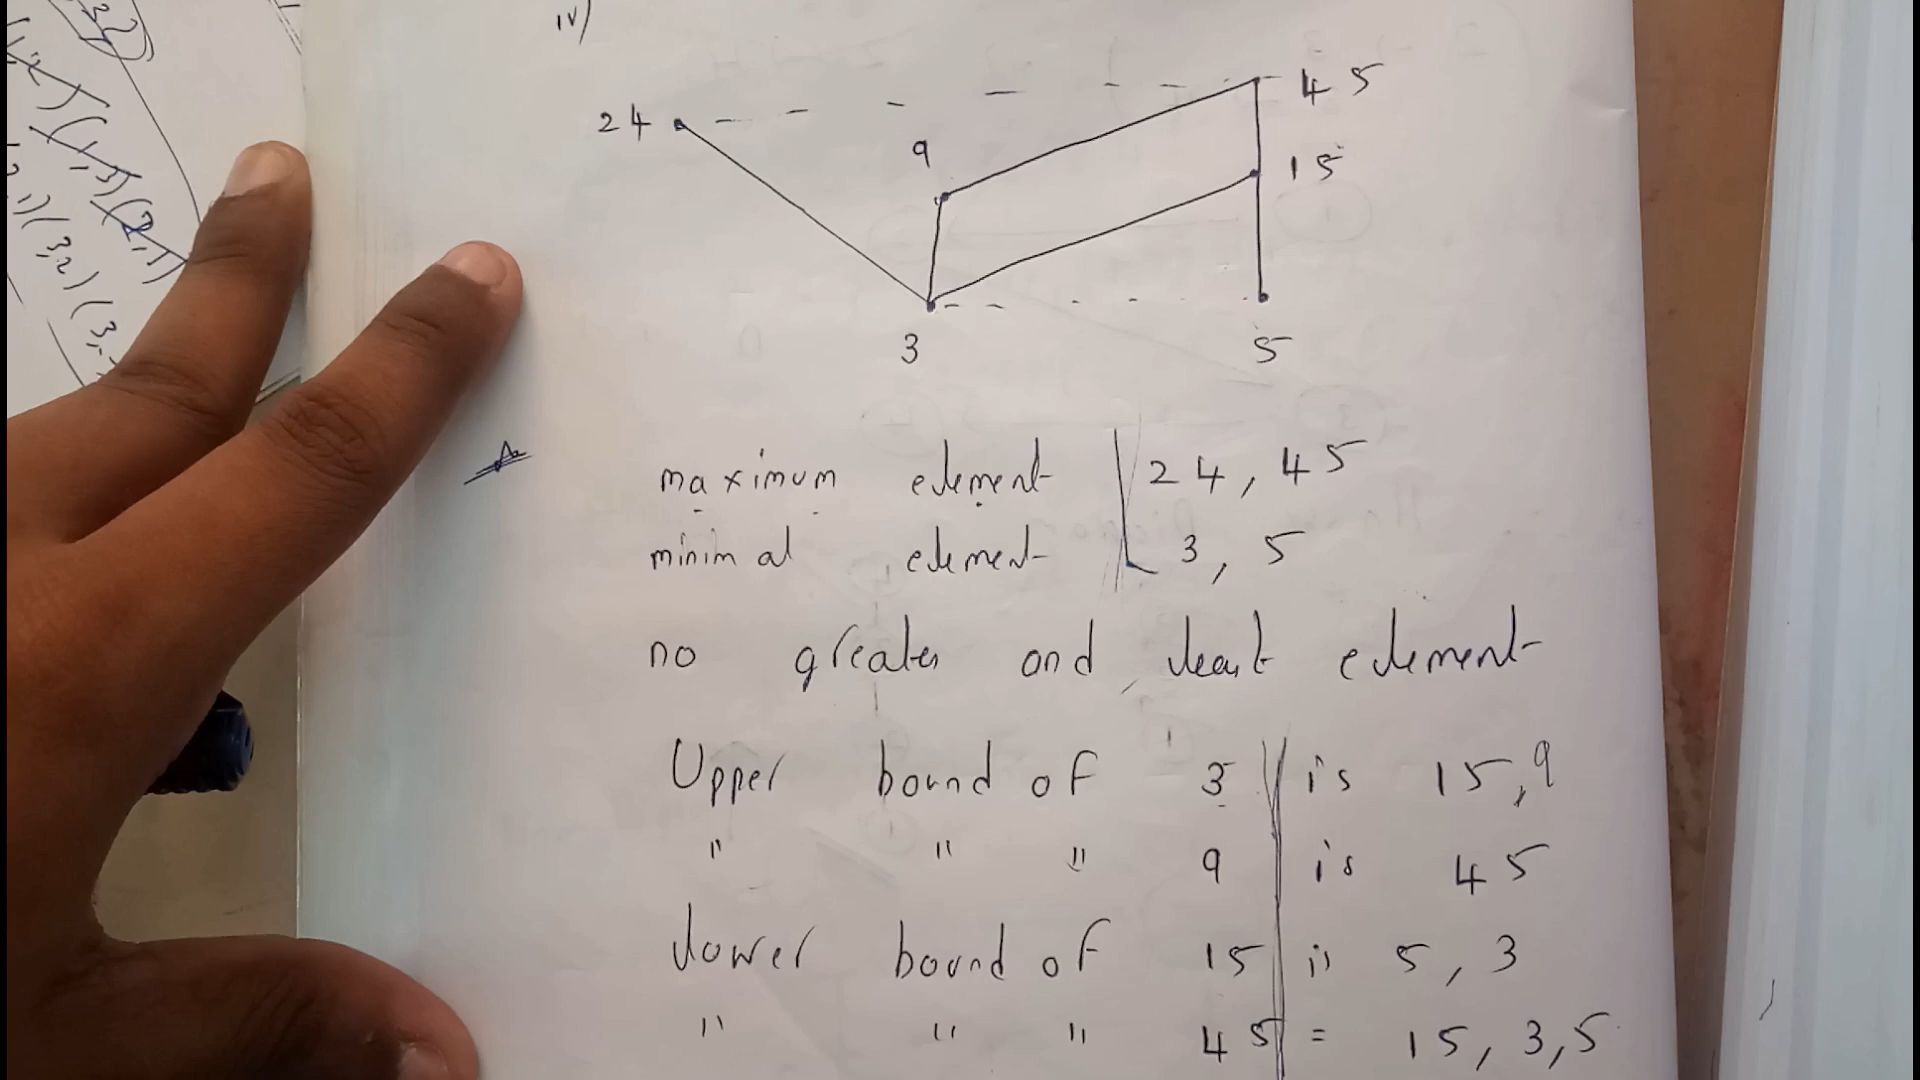 iv)
24 45
9 15
3 5
maximum element 24, 45
minimal element 3, 5
no greater and least element
Upper bound of 3 is 15, 9
" " " 9 is 45
lower bound of 15 is 5, 3
" " " 45 = 15, 3, 5